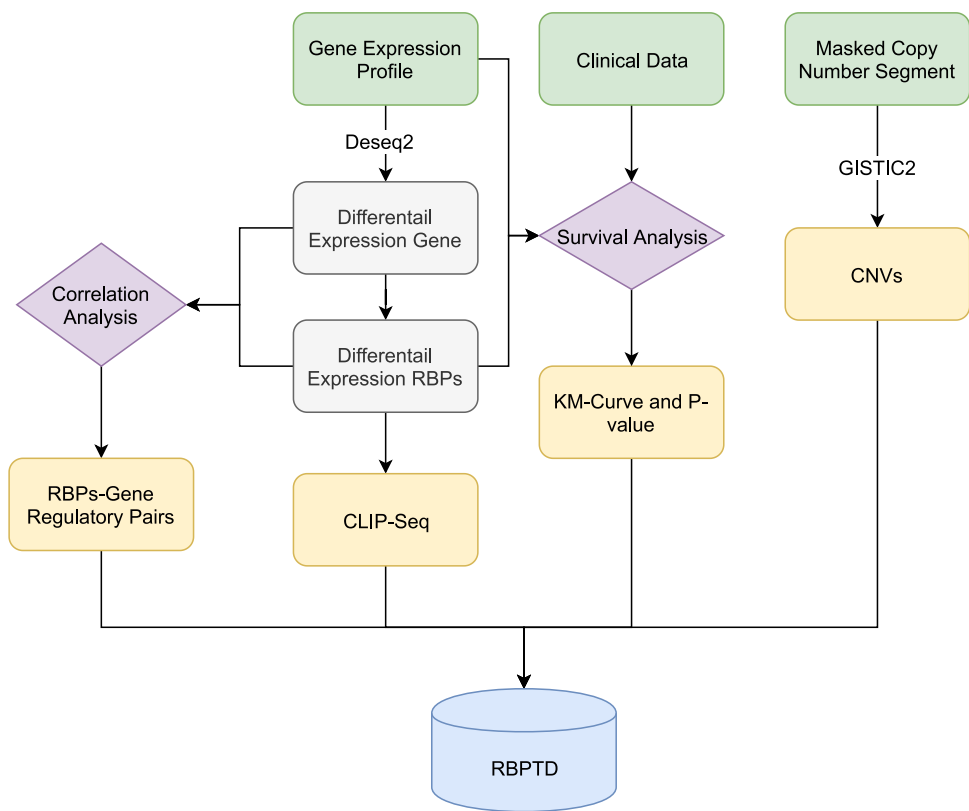 Gene Expression
Profile
Clinical Data
Masked Copy
Number Segment
Deseq2
GISTIC2
Differentail
Expression Gene
Survival Analysis
CNVs
Correlation
Analysis
Differentail
Expression RBPs
KM-Curve and P-
value
RBPs-Gene
Regulatory Pairs
CLIP-Seq
RBPTD